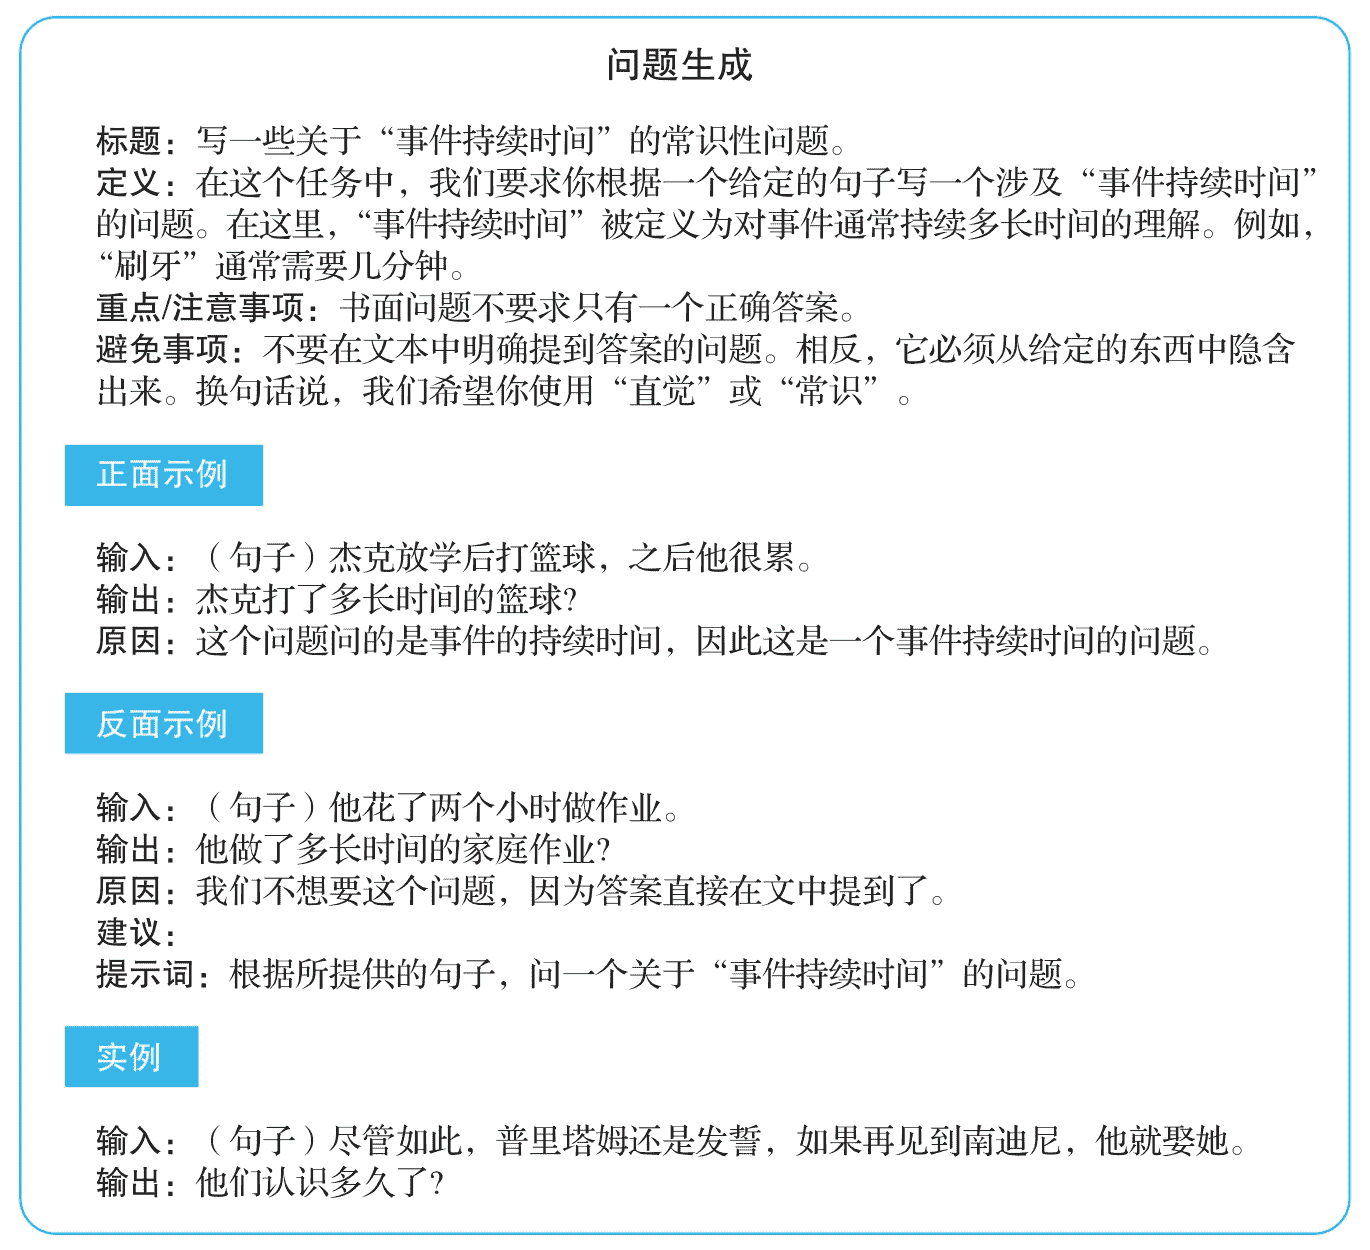 问题生成
标题：写一些关于“事件持续时间”的常识性问题。
定义：在这个任务中，我们要求你根据一个给定的句子写一个涉及“事件持续时间”
的问题。在这里，“事件持续时间”被定义为对事件通常持续多长时间的理解。例如，
“刷牙”通常需要几分钟。
重点/注意事项：书面问题不要求只有一个正确答案。
避免事项：不要在文本中明确提到答案的问题。相反，它必须从给定的东西中隐含
出来。换句话说，我们希望你使用“直觉”或“常识”。
正面示例
输入：（句子）杰克放学后打篮球，之后他很累。
输出：杰克打了多长时间的篮球?
原因：这个问题问的是事件的持续时间，因此这是一个事件持续时间的问题。
反面示例
输入：（句子）他花了两个小时做作业。
输出：他做了多长时间的家庭作业?
原因：我们不想要这个问题，因为答案直接在文中提到了。
建议：
提示词：根据所提供的句子，问一个关于“事件持续时间”的问题。
实例
输入：（句子）尽管如此，普里塔姆还是发誓，如果再见到南迪尼，他就娶她。
输出：他们认识多久了?